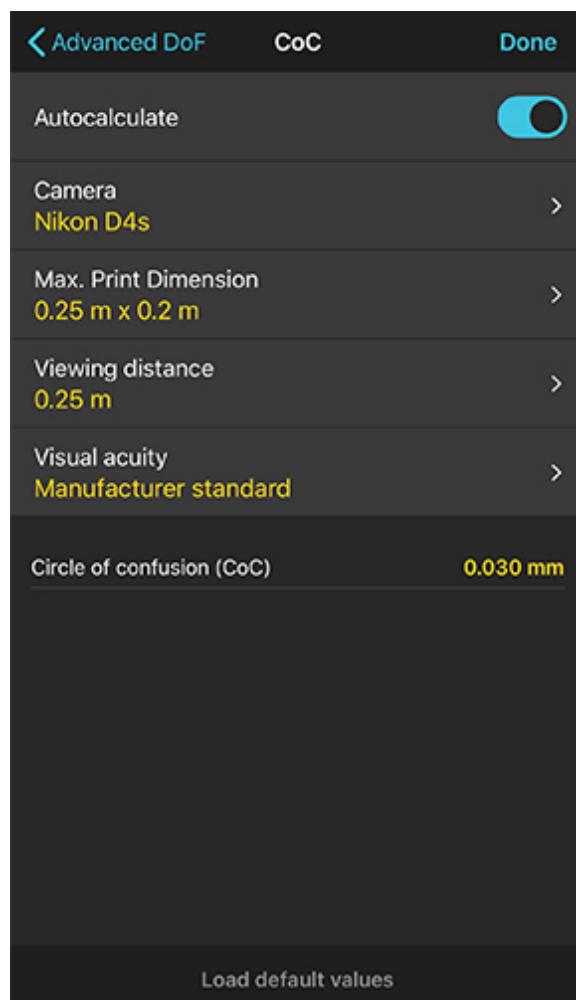 Advanced DoF CoC Done
Autocalculate
Camera
Nikon D4s
Max. Print Dimension
0.25 m x 0.2 m
Viewing distance
0.25 m
Visual acuity
Manufacturer standard
Circle of confusion (CoC) 0.030 mm
Load default values